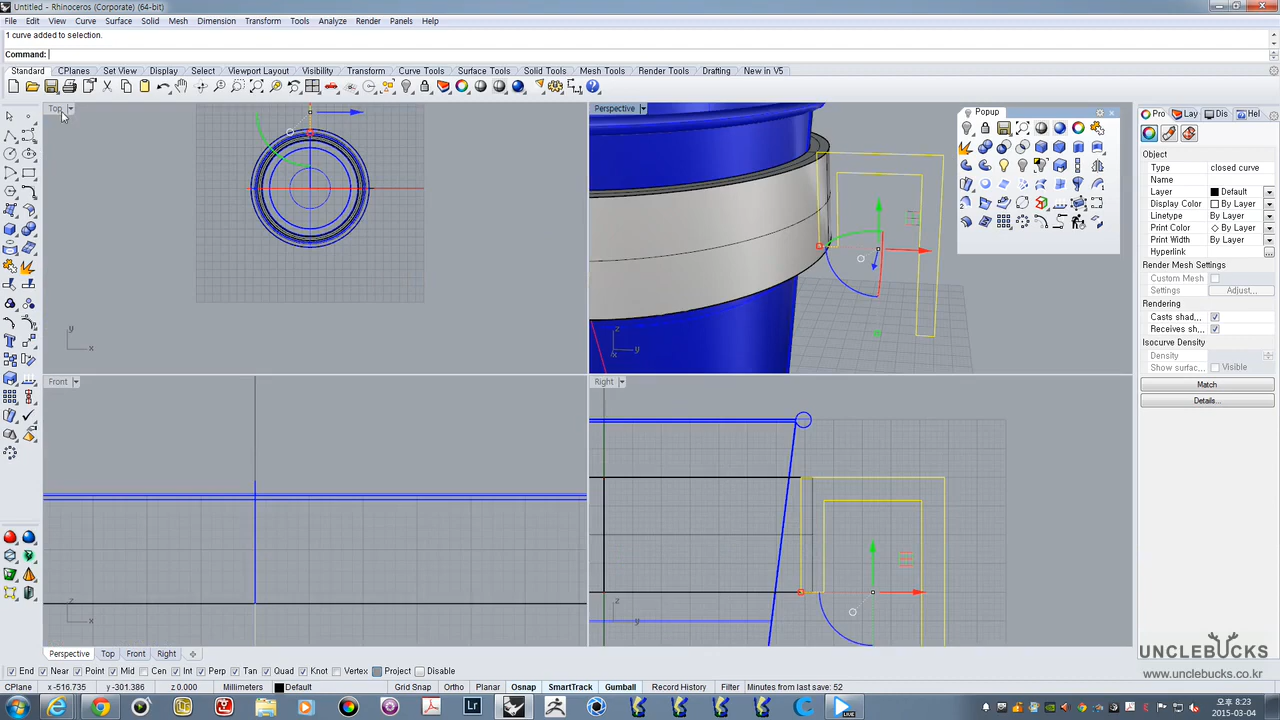 Untitled - Rhinoceros (Corporate) (64-bit)
File Edit View Curve Surface Solid Mesh Dimension Transform Tools Analyze Render Panels Help
1 curve added to selection.
Command:
Standard CPlanes Set View Display Select Viewport Layout Visibility Transform Curve Tools Surface Tools Solid Tools Mesh Tools Render Tools Drafting New in V5
Top
Perspective
Popup
Pro Lay Dis Hel
Object
Type closed curve
Name
Layer Default
Display Color By Layer
Linetype By Layer
Print Color By Layer
Print Width By Layer
Hyperlink
Render Mesh Settings
Custom Mesh
Settings Adjust...
Rendering
Casts shad...
Receives sh...
Isocurve Density
Density
Show surfac... Visible
Match
Details...
y
x
z
x y
Front
Right
z
x
z
y
Perspective Top Front Right
End Near Point Mid Cen Int Perp Tan Quad Knot Vertex Project Disable
CPlane x -516.735 y -301.386 z 0.000 Millimeters Default Grid Snap Ortho Planar Osnap SmartTrack Gumball Record History Filter Minutes from last save: 52
UNCLEBUCKS
www.unclebucks.co.kr
Lr
LIVE
오후 8:23
2015-03-04